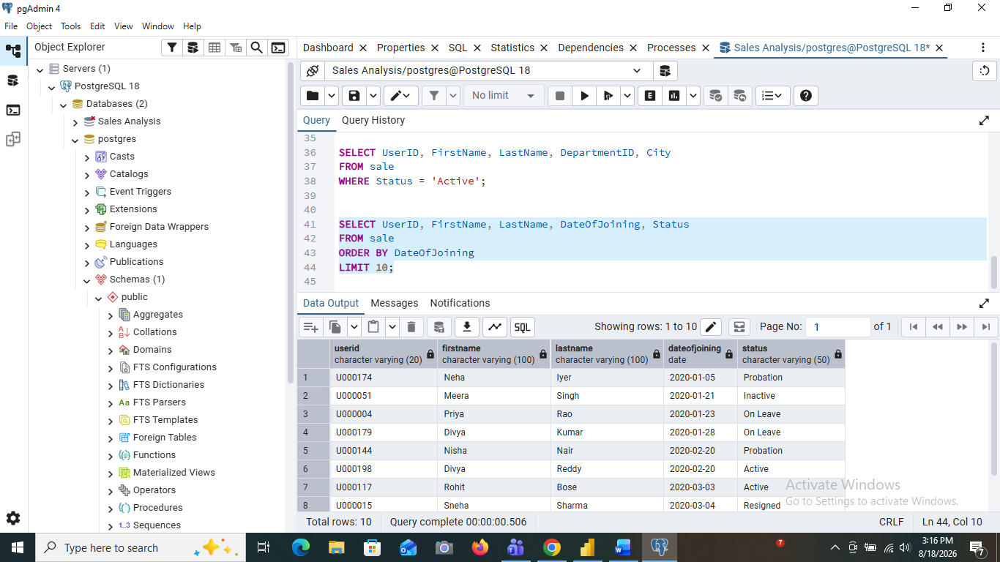 pgAdmin 4
File Object Tools Edit View Window Help
Object Explorer
Dashboard Properties SQL Statistics Dependencies Processes Sales Analysis/postgres@PostgreSQL 18*
Servers (1)
PostgreSQL 18
Databases (2)
Sales Analysis
postgres
Casts
Catalogs
Event Triggers
Extensions
Foreign Data Wrappers
Languages
Publications
Schemas (1)
public
Aggregates
Collations
Domains
FTS Configurations
FTS Dictionaries
Aa FTS Parsers
FTS Templates
Foreign Tables
Functions
Materialized Views
Operators
Procedures
1..3 Sequences
Sales Analysis/postgres@PostgreSQL 18
No limit
E
Query Query History
35
36 SELECT UserID, FirstName, LastName, DepartmentID, City
37 FROM sale
38 WHERE Status = 'Active';
39
40
41 SELECT UserID, FirstName, LastName, DateOfJoining, Status
42 FROM sale
43 ORDER BY DateOfJoining
44 LIMIT 10;
45
Data Output Messages Notifications
SQL Showing rows: 1 to 10 Page No: 1 of 1
userid firstname lastname dateofjoining status
character varying (20) character varying (100) character varying (100) date character varying (50)
1 U000174 Neha Iyer 2020-01-05 Probation
2 U000051 Meera Singh 2020-01-21 Inactive
3 U000004 Priya Rao 2020-01-23 On Leave
4 U000179 Divya Kumar 2020-01-28 On Leave
5 U000144 Nisha Nair 2020-02-20 Probation
6 U000198 Divya Reddy 2020-02-20 Active
7 U000117 Rohit Bose 2020-03-03 Active
8 U000015 Sneha Sharma 2020-03-04 Resigned
Activate Windows
Go to Settings to activate Windows.
Total rows: 10 Query complete 00:00:00.506 CRLF Ln 44, Col 10
Type here to search
7
3:16 PM
8/18/2026
7